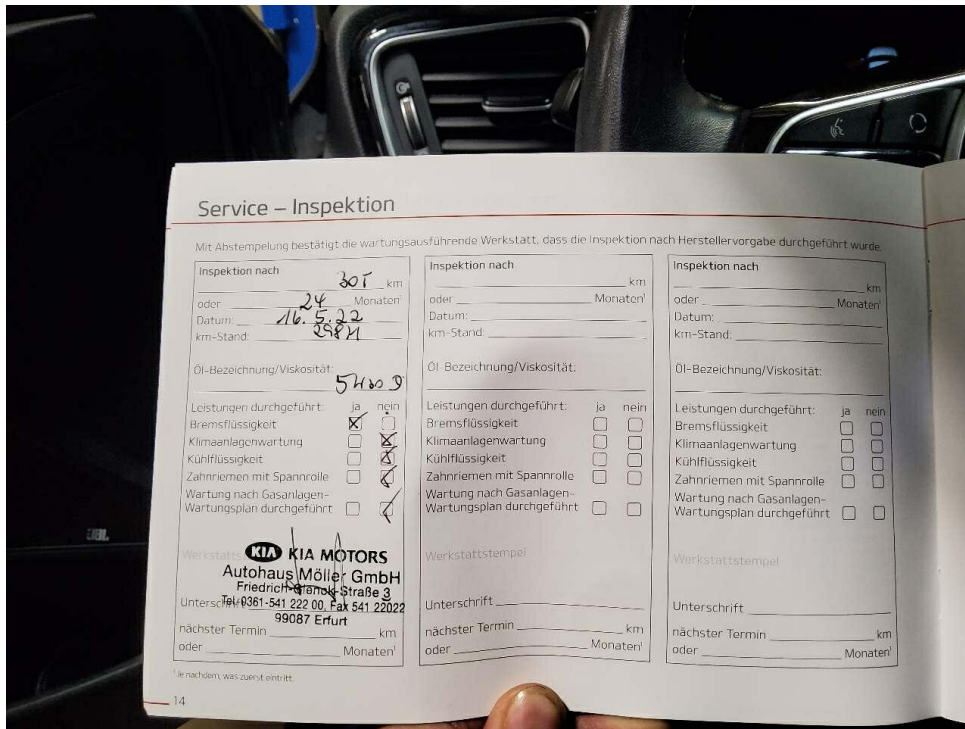 Service – Inspektion
Mit Abstempelung bestätigt die wartungsausführende Werkstatt, dass die Inspektion nach Herstellervorgabe durchgeführt wurde.
Inspektion nach
30T km
oder 24 Monaten¹
Datum: 16.5.22
km-Stand:
Öl-Bezeichnung/Viskosität:
Leistungen durchgeführt: ja nein
Bremsflüssigkeit
Klimaanlagenwartung
Kühlflüssigkeit
Zahnriemen mit Spannrolle
Wartung nach Gasanlagen-
Wartungsplan durchgeführt
KIA KIA MOTORS
Autohaus Möller GmbH
Friedrich-Glenck-Straße 3
Tel. 0361-541 222 00, Fax 541 22022
99087 Erfurt
nächster Termin km
oder Monaten¹
Inspektion nach
km
oder Monaten¹
Datum:
km-Stand:
Öl-Bezeichnung/Viskosität:
Leistungen durchgeführt: ja nein
Bremsflüssigkeit
Klimaanlagenwartung
Kühlflüssigkeit
Zahnriemen mit Spannrolle
Wartung nach Gasanlagen-
Wartungsplan durchgeführt
Werkstattstempel
Unterschrift
nächster Termin km
oder Monaten¹
Inspektion nach
km
oder Monaten¹
Datum:
km-Stand:
Öl-Bezeichnung/Viskosität:
Leistungen durchgeführt: ja nein
Bremsflüssigkeit
Klimaanlagenwartung
Kühlflüssigkeit
Zahnriemen mit Spannrolle
Wartung nach Gasanlagen-
Wartungsplan durchgeführt
Werkstattstempel
Unterschrift
nächster Termin km
oder Monaten¹
¹Je nachdem, was zuerst eintritt.
14
JBL